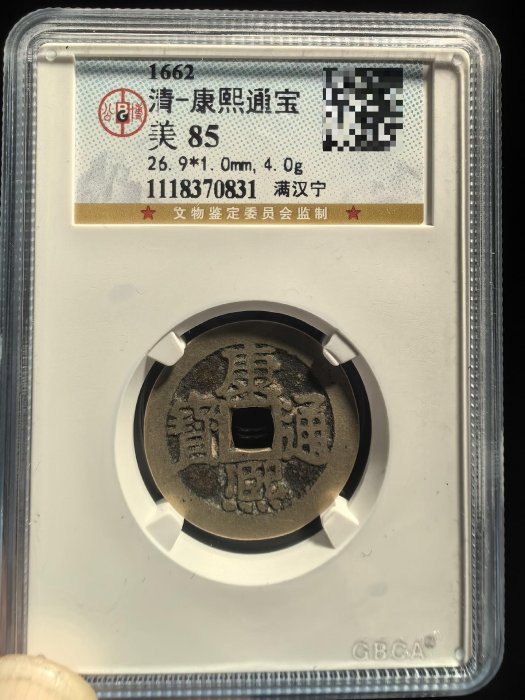 1662
清-康熙通宝
美 85
26.9*1.0mm, 4.0g
1118370831 满汉宁
★ 文物鉴定委员会监制 ★
康熙通寳
GBCA